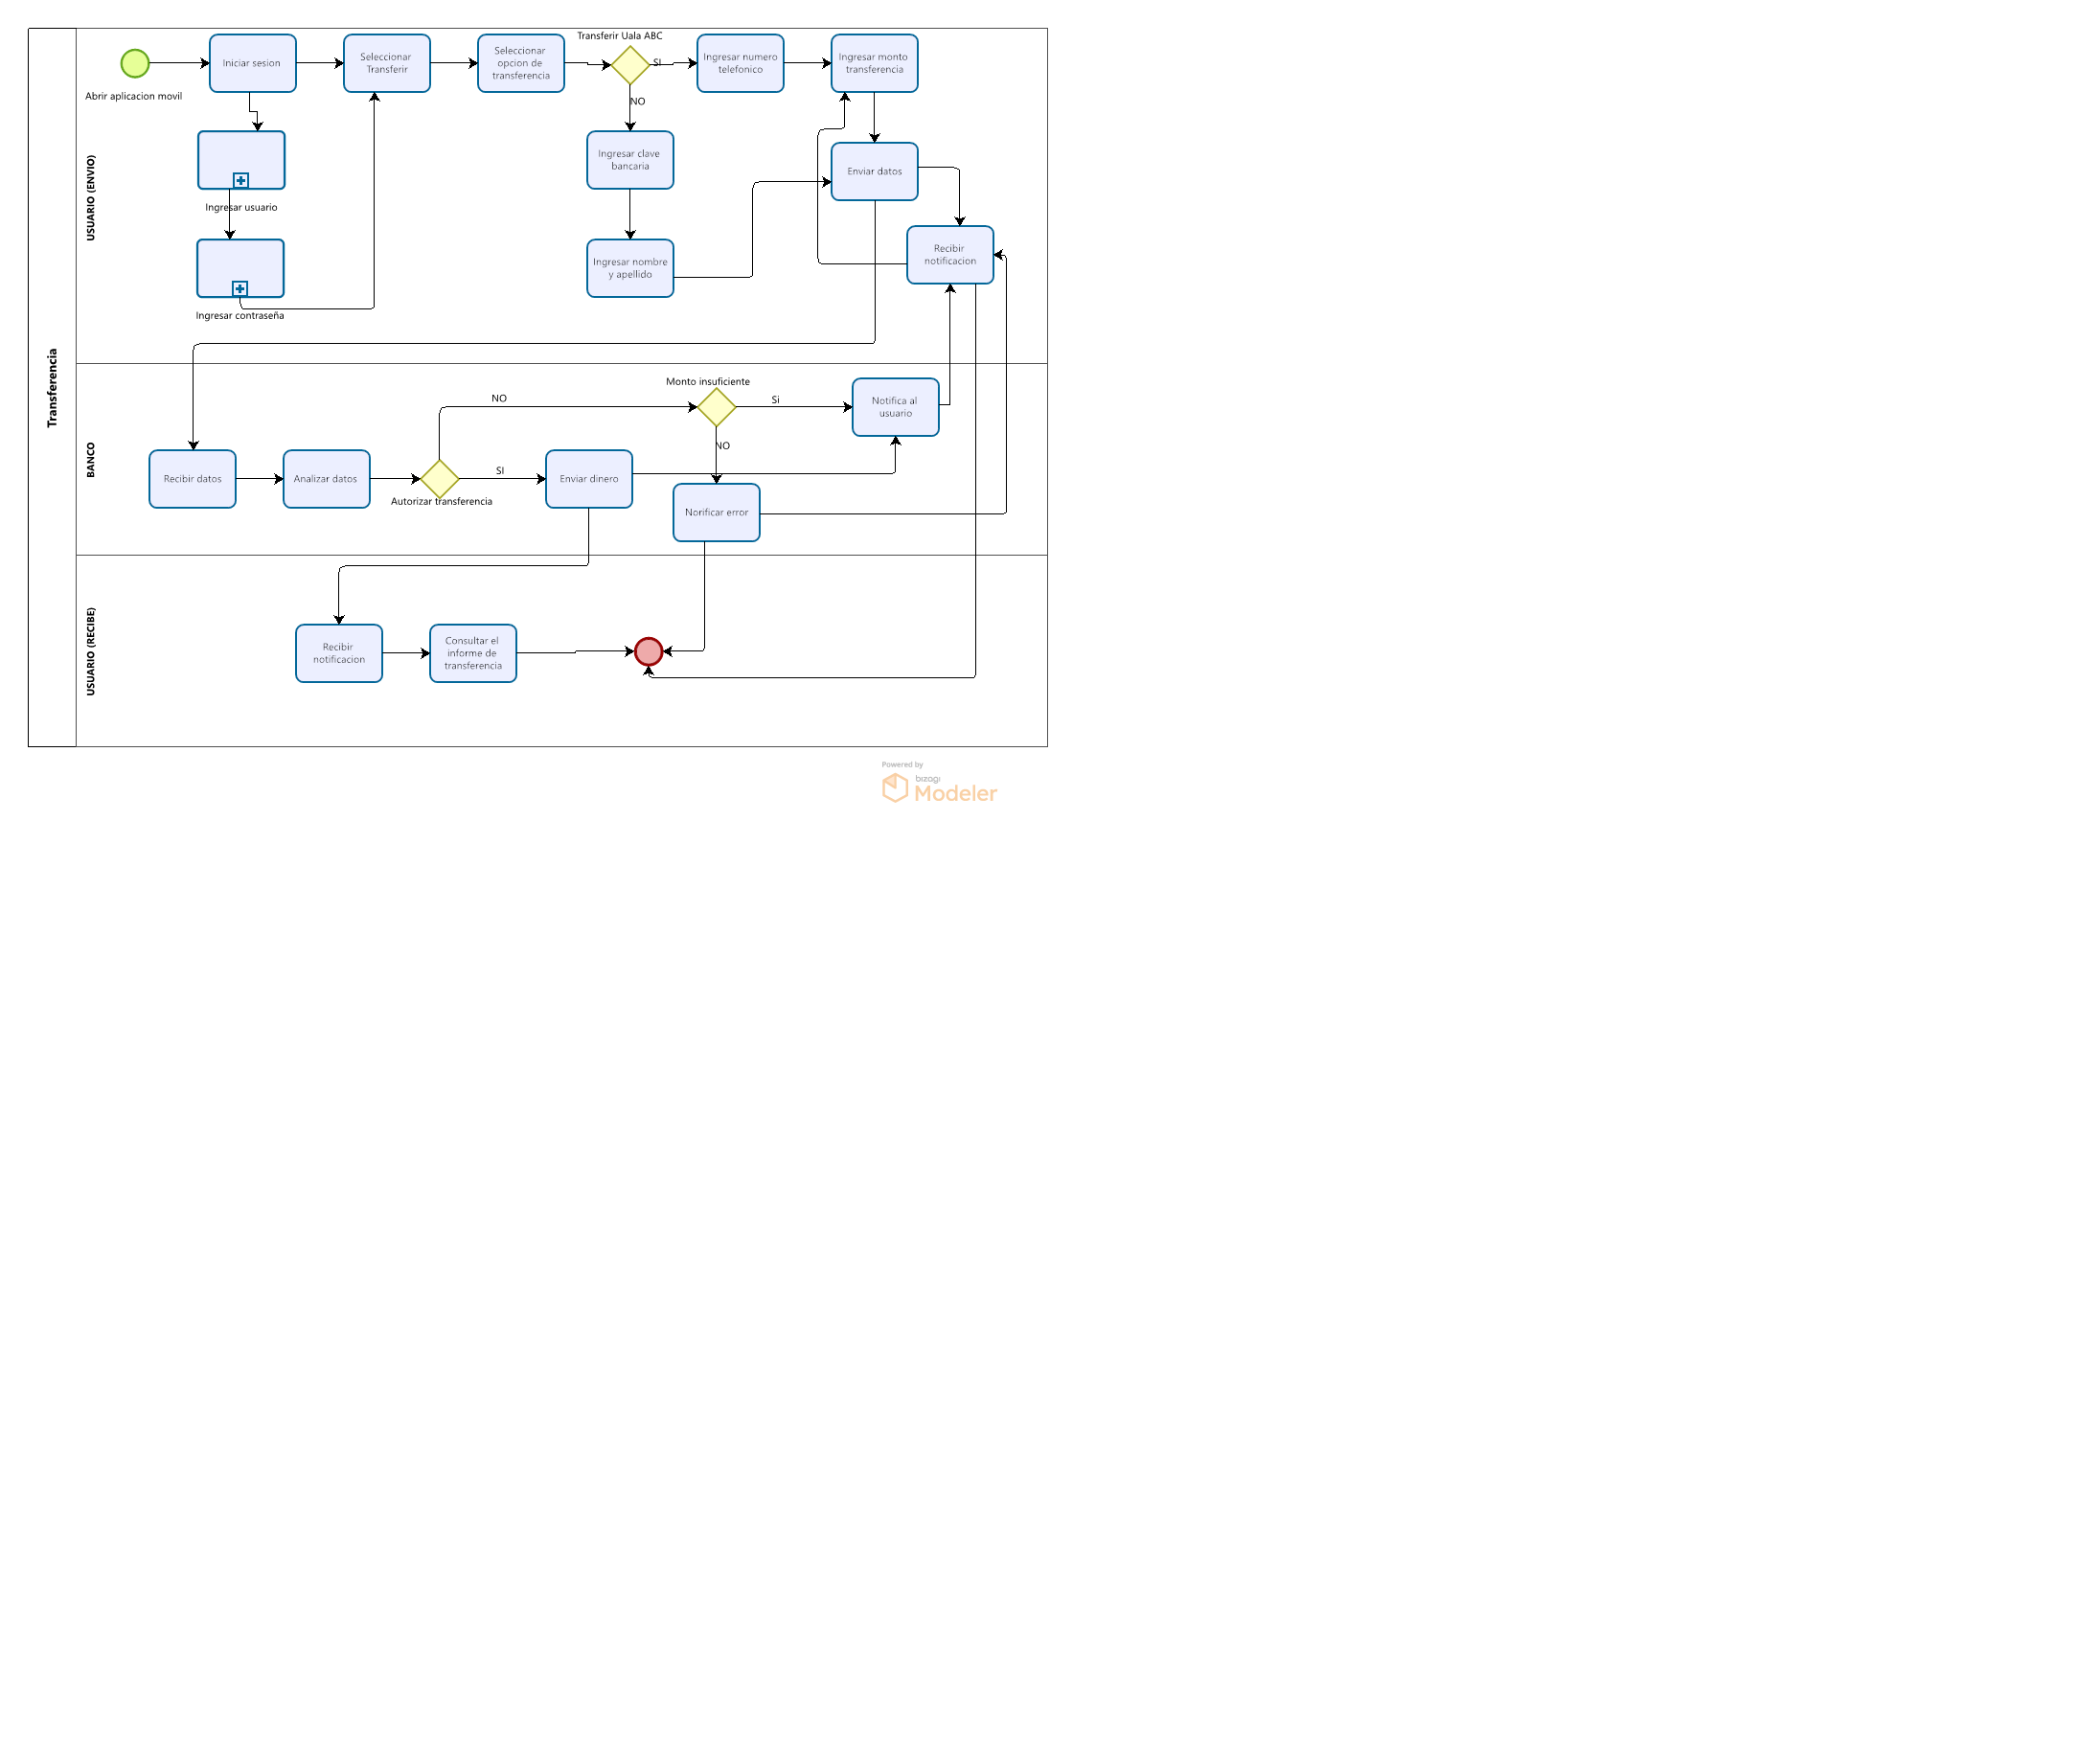 Transferencia
USUARIO (ENVIO)
Abrir aplicacion movil
Iniciar sesion
Seleccionar
Transferir
Seleccionar
opcion de
transferencia
Transferir Uala ABC
SI
NO
Ingresar numero
telefonico
Ingresar monto
transferencia
Ingresar usuario
Ingresar contraseña
Ingresar clave
bancaria
Ingresar nombre
y apellido
Enviar datos
Recibir
notificacion
BANCO
Recibir datos
Analizar datos
Autorizar transferencia
NO
SI
Enviar dinero
Monto insuficiente
Si
NO
Notifica al
usuario
Norificar error
USUARIO (RECIBE)
Recibir
notificacion
Consultar el
informe de
transferencia
Powered by
bizagi
Modeler